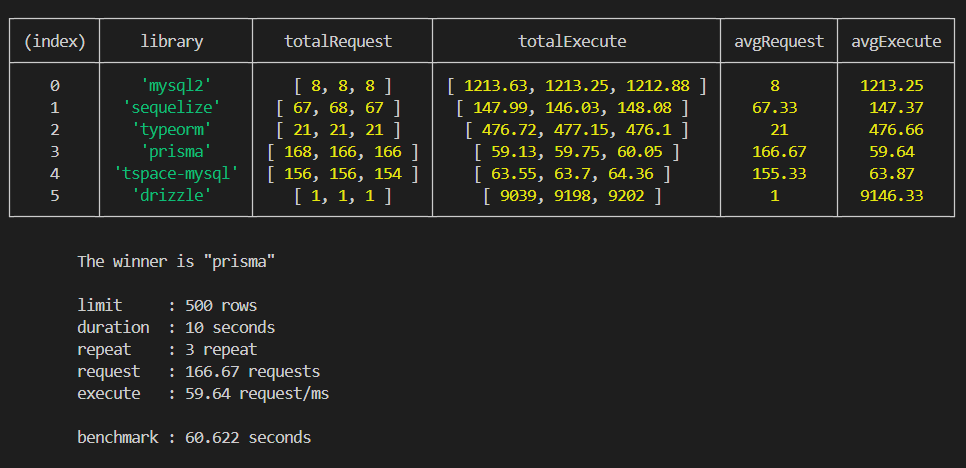 (index) library totalRequest totalExecute avgRequest avgExecute
0 'mysql2' [ 8, 8, 8 ] [ 1213.63, 1213.25, 1212.88 ] 8 1213.25
1 'sequelize' [ 67, 68, 67 ] [ 147.99, 146.03, 148.08 ] 67.33 147.37
2 'typeorm' [ 21, 21, 21 ] [ 476.72, 477.15, 476.1 ] 21 476.66
3 'prisma' [ 168, 166, 166 ] [ 59.13, 59.75, 60.05 ] 166.67 59.64
4 'tspace-mysql' [ 156, 156, 154 ] [ 63.55, 63.7, 64.36 ] 155.33 63.87
5 'drizzle' [ 1, 1, 1 ] [ 9039, 9198, 9202 ] 1 9146.33
The winner is "prisma"
limit : 500 rows
duration : 10 seconds
repeat : 3 repeat
request : 166.67 requests
execute : 59.64 request/ms
benchmark : 60.622 seconds